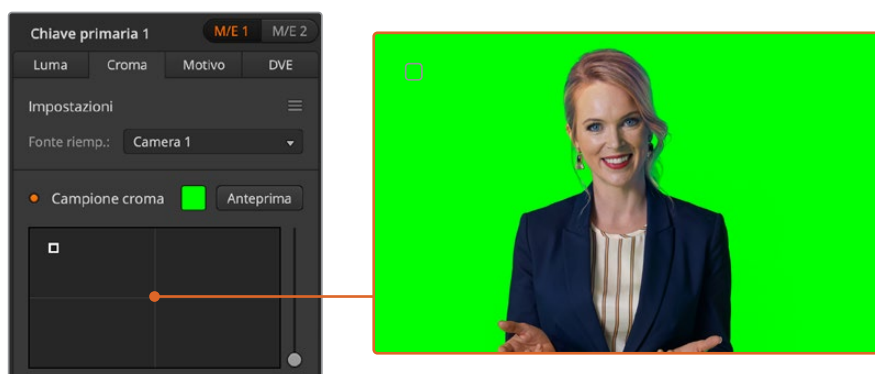 Chiave primaria 1 M/E 1 M/E 2
Luma Croma Motivo DVE
Impostazioni
Fonte riemp.: Camera 1
Campione croma Anteprima